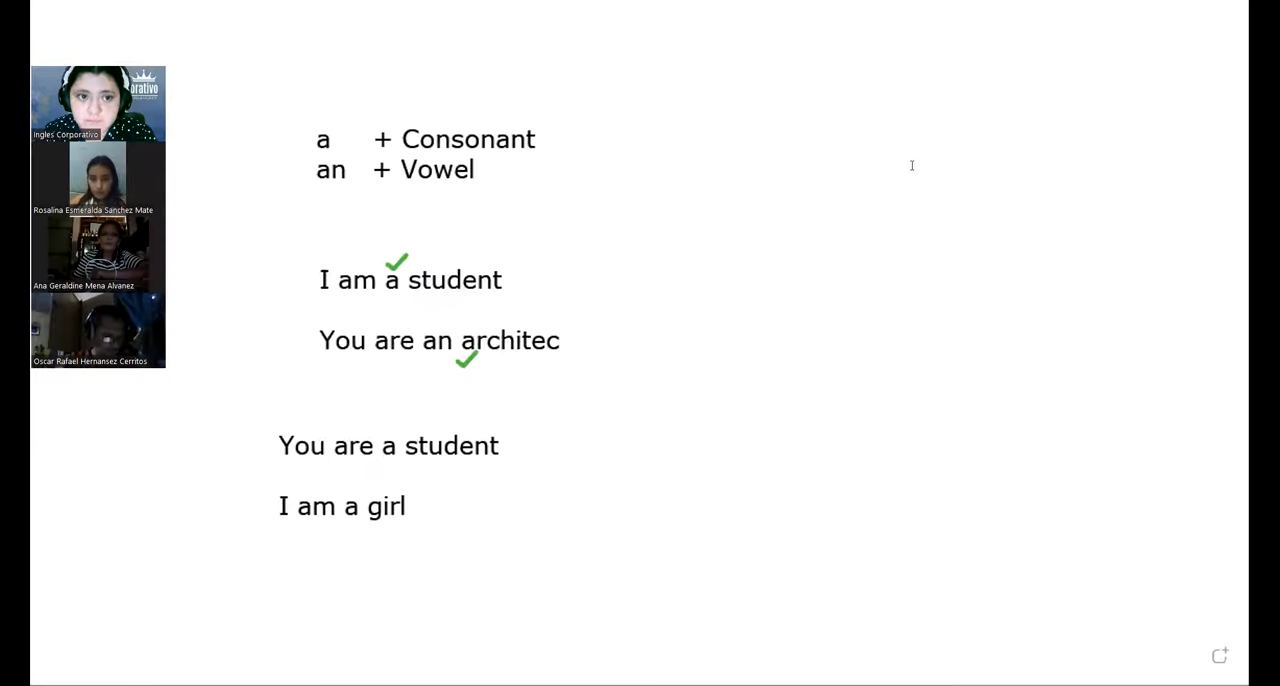 orativo
Ingles Corporativo
Rosalina Esmeralda Sanchez Mate
Ana Geraldine Mena Alvanez
Oscar Rafael Hernansez Cerritos
a + Consonant
an + Vowel
I am a student
You are an architec
You are a student
I am a girl